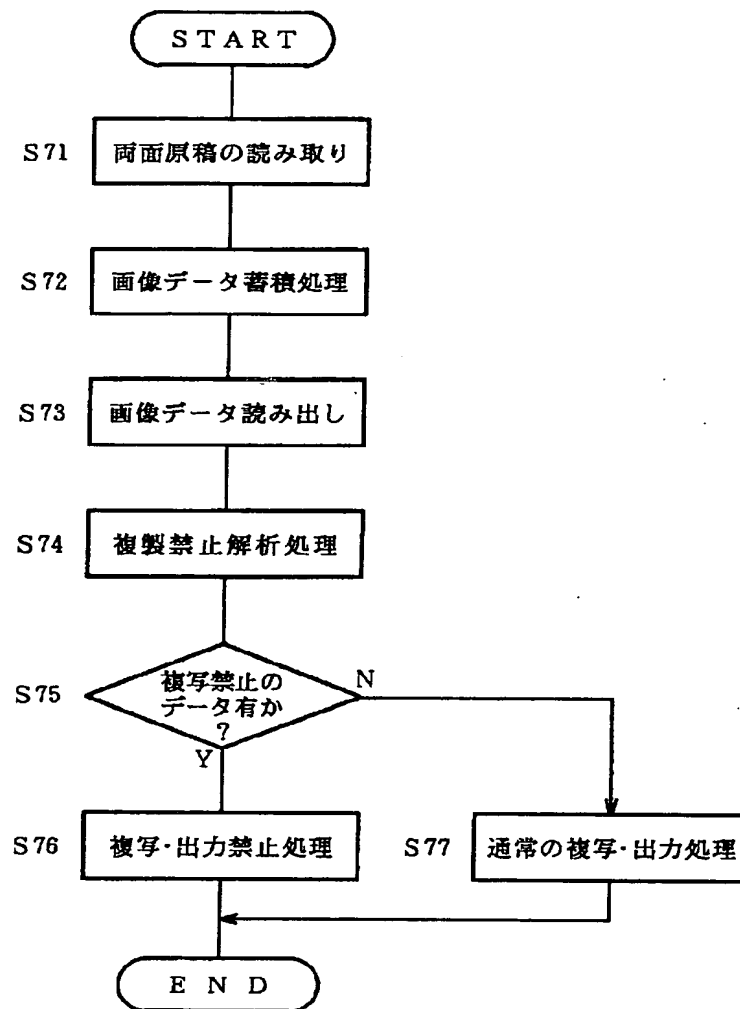 START
S71 両面原稿の読み取り
S72 画像データ蓄積処理
S73 画像データ読み出し
S74 複製禁止解析処理
S75 複写禁止の
データ有か
?
N
Y
S76 複写・出力禁止処理
S77 通常の複写・出力処理
END